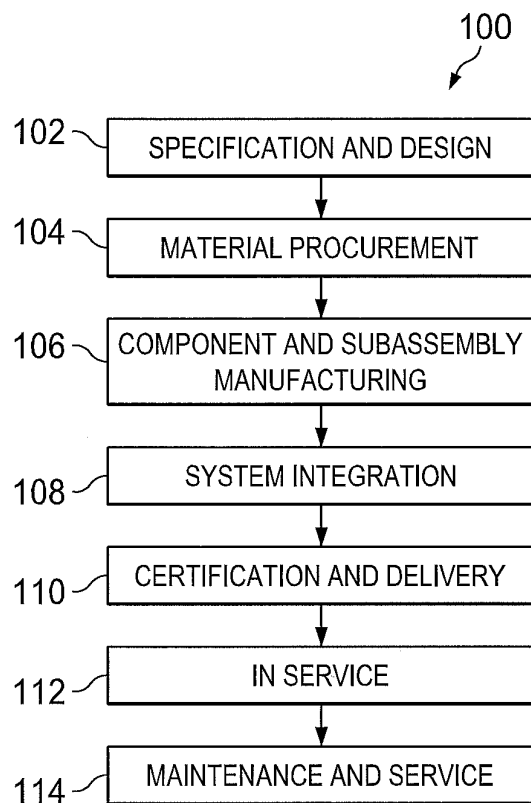 100
102
SPECIFICATION AND DESIGN
104
MATERIAL PROCUREMENT
106
COMPONENT AND SUBASSEMBLY
MANUFACTURING
108
SYSTEM INTEGRATION
110
CERTIFICATION AND DELIVERY
112
IN SERVICE
114
MAINTENANCE AND SERVICE